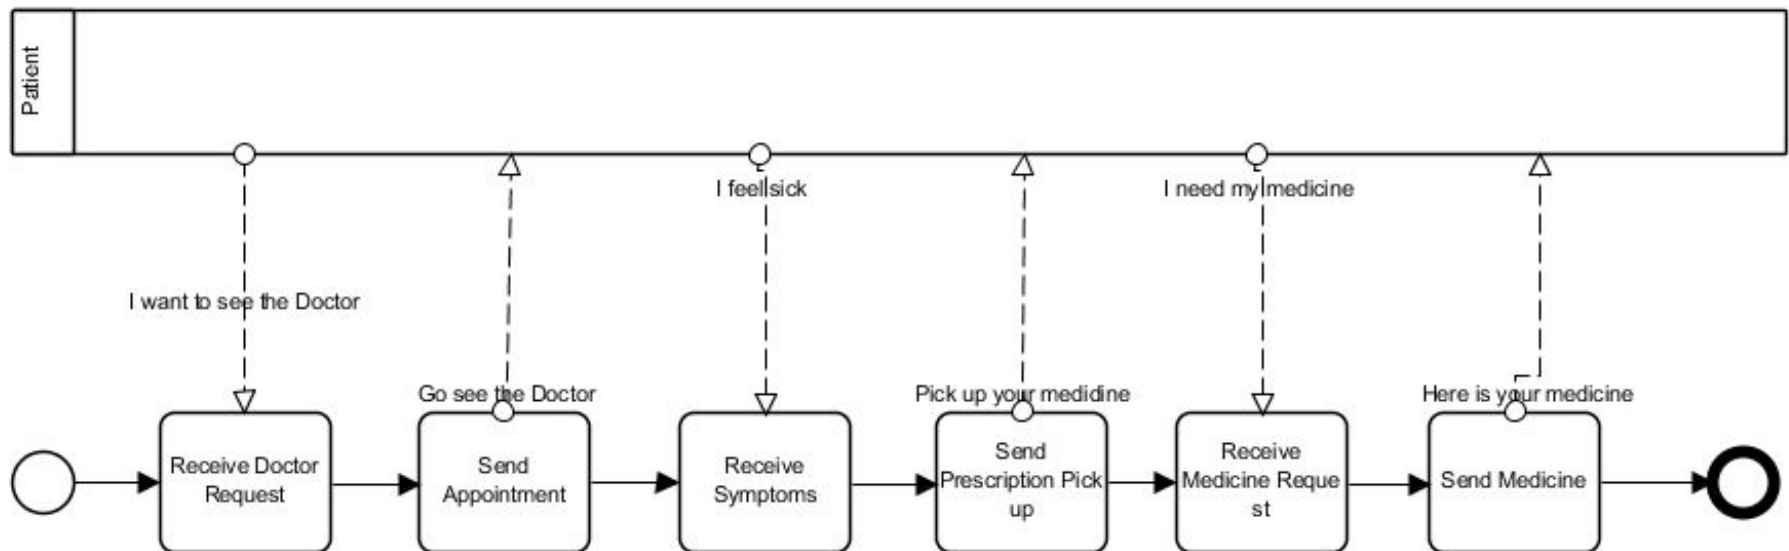 Patient
I feel sick
I need my medicine
I want to see the Doctor
Go see the Doctor
Pick up your medidine
Here is your medicine
Receive Doctor
Request
Send
Appointment
Receive
Symptoms
Send
Prescription Pick
up
Receive
Medicine Reque
st
Send Medicine